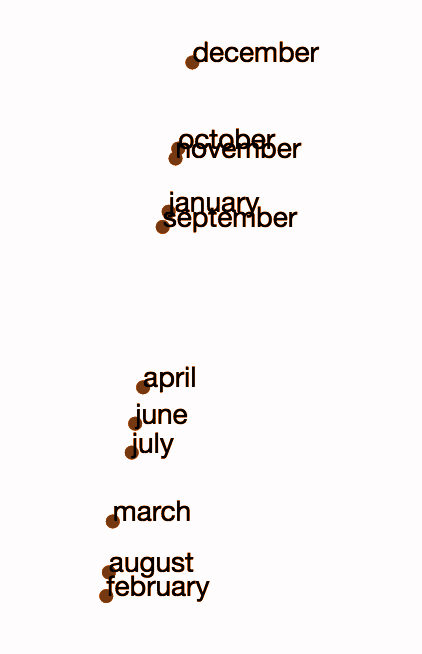 december
october
november
january
september
april
june
july
march
august
february